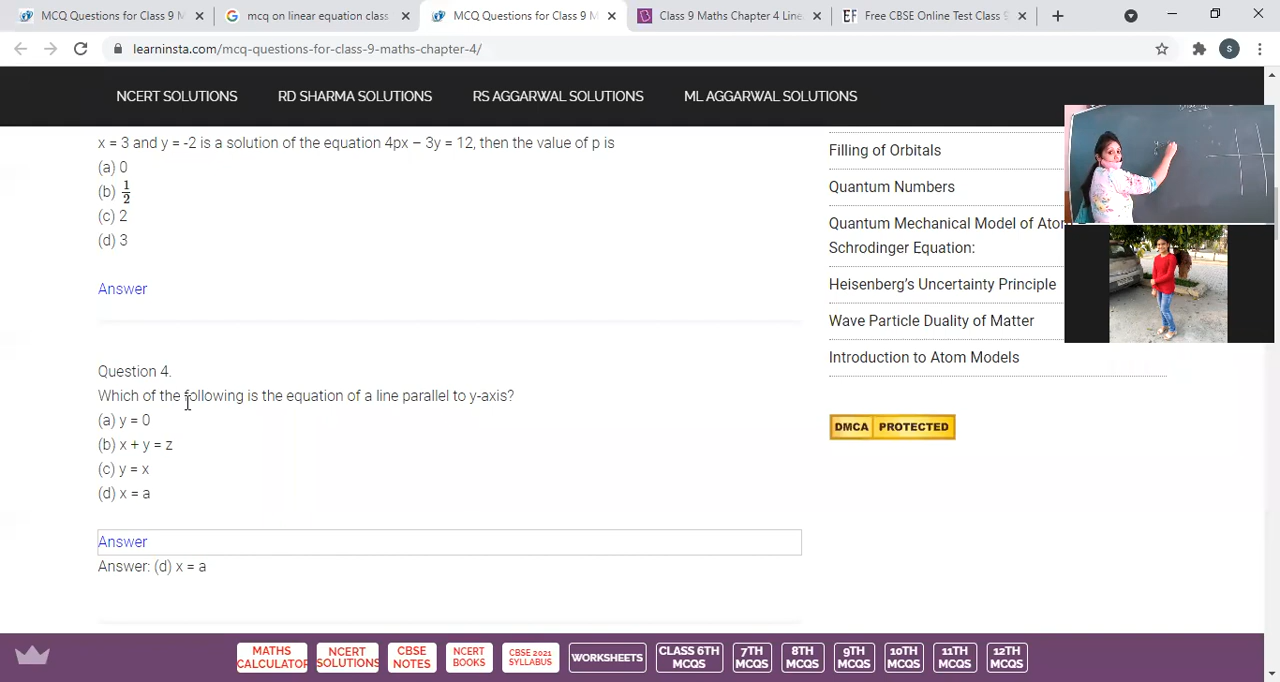 MCQ Questions for Class 9 M
mcq on linear equation class
MCQ Questions for Class 9 M
Class 9 Maths Chapter 4 Line
EF Free CBSE Online Test Class 9
learninsta.com/mcq-questions-for-class-9-maths-chapter-4/
S
NCERT SOLUTIONS
RD SHARMA SOLUTIONS
RS AGGARWAL SOLUTIONS
ML AGGARWAL SOLUTIONS
x = 3 and y = -2 is a solution of the equation 4px – 3y = 12, then the value of p is
(a) 0
(b) 1/2
(c) 2
(d) 3
Answer
Question 4.
Which of the following is the equation of a line parallel to y-axis?
(a) y = 0
(b) x + y = z
(c) y = x
(d) x = a
Answer
Answer: (d) x = a
Filling of Orbitals
Quantum Numbers
Quantum Mechanical Model of Atom
Schrodinger Equation:
Heisenberg's Uncertainty Principle
Wave Particle Duality of Matter
Introduction to Atom Models
DMCA PROTECTED
MATHS CALCULATOR
NCERT SOLUTIONS
CBSE NOTES
NCERT BOOKS
CBSE 2021 SYLLABUS
WORKSHEETS
CLASS 6TH MCQS
7TH MCQS
8TH MCQS
9TH MCQS
10TH MCQS
11TH MCQS
12TH MCQS